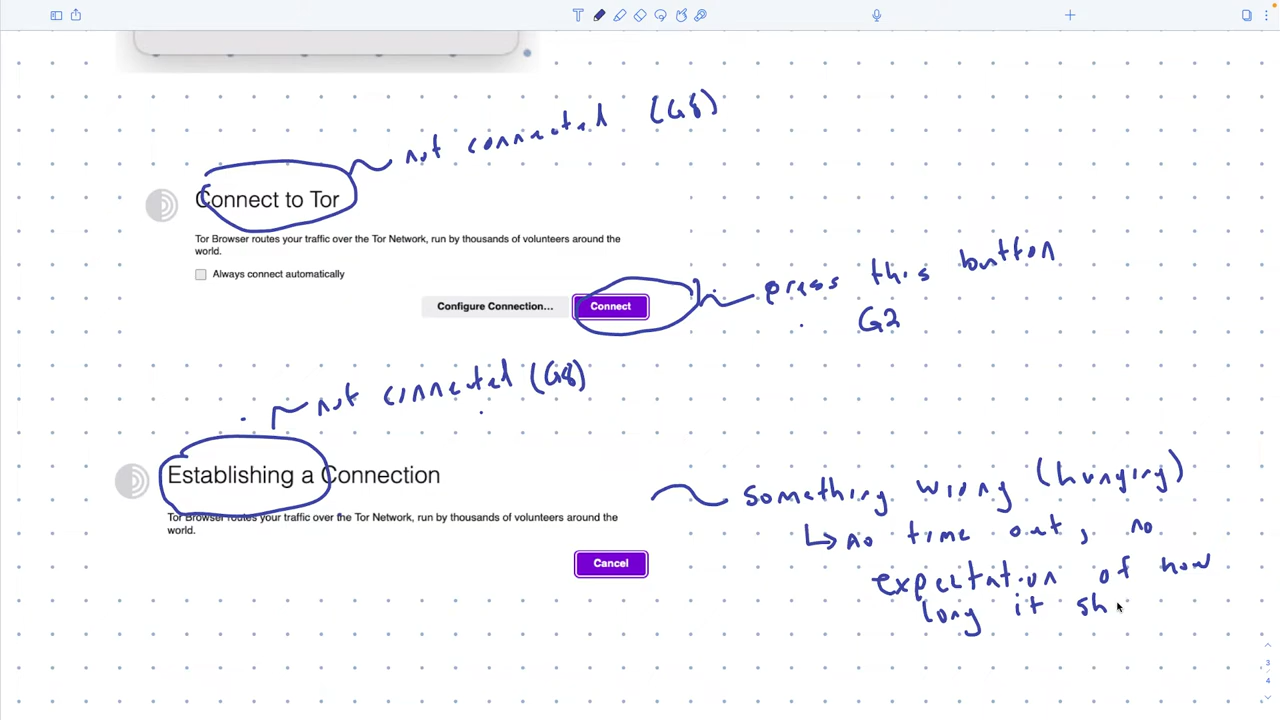 not connected (G8)
Connect to Tor
Tor Browser routes your traffic over the Tor Network, run by thousands of volunteers around the
world.
Always connect automatically
Configure Connection... Connect
press this button
G2
not connected (G8)
Establishing a Connection
Tor Browser routes your traffic over the Tor Network, run by thousands of volunteers around the
world.
Cancel
something wrong (hanging)
↳ no time out, no
expectation of how
long it sh
3
4